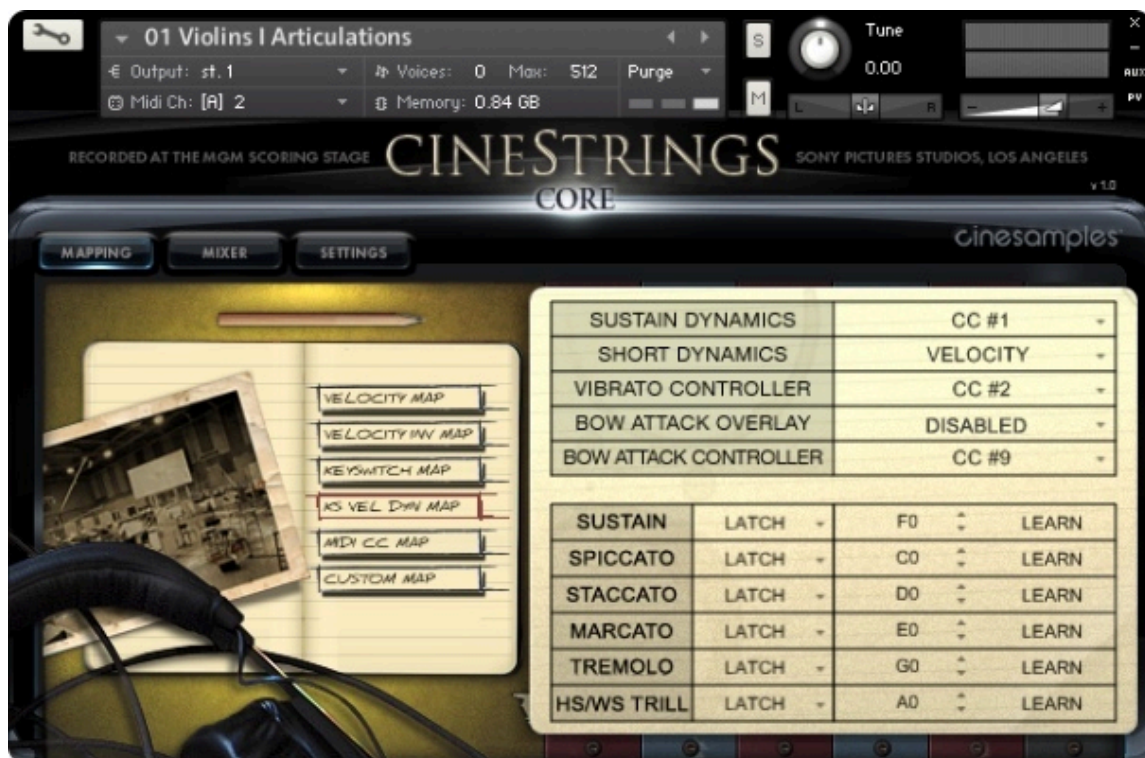 01 Violins I Articulations
S
Tune
0.00
×
–
AUX
PV
Output: st. 1
Voices: 0 Max: 512
Purge
Midi Ch: [A] 2
Memory: 0.84 GB
M
L R
– +
RECORDED AT THE MGM SCORING STAGE
CINESTRINGS
CORE
SONY PICTURES STUDIOS, LOS ANGELES
v 1.0
MAPPING
MIXER
SETTINGS
cinesamples
VELOCITY MAP
VELOCITY INV MAP
KEYSWITCH MAP
KS VEL DYN MAP
MIDI CC MAP
CUSTOM MAP
SUSTAIN DYNAMICS CC #1
SHORT DYNAMICS VELOCITY
VIBRATO CONTROLLER CC #2
BOW ATTACK OVERLAY DISABLED
BOW ATTACK CONTROLLER CC #9
SUSTAIN LATCH F0 LEARN
SPICCATO LATCH C0 LEARN
STACCATO LATCH D0 LEARN
MARCATO LATCH E0 LEARN
TREMOLO LATCH G0 LEARN
HS/WS TRILL LATCH A0 LEARN